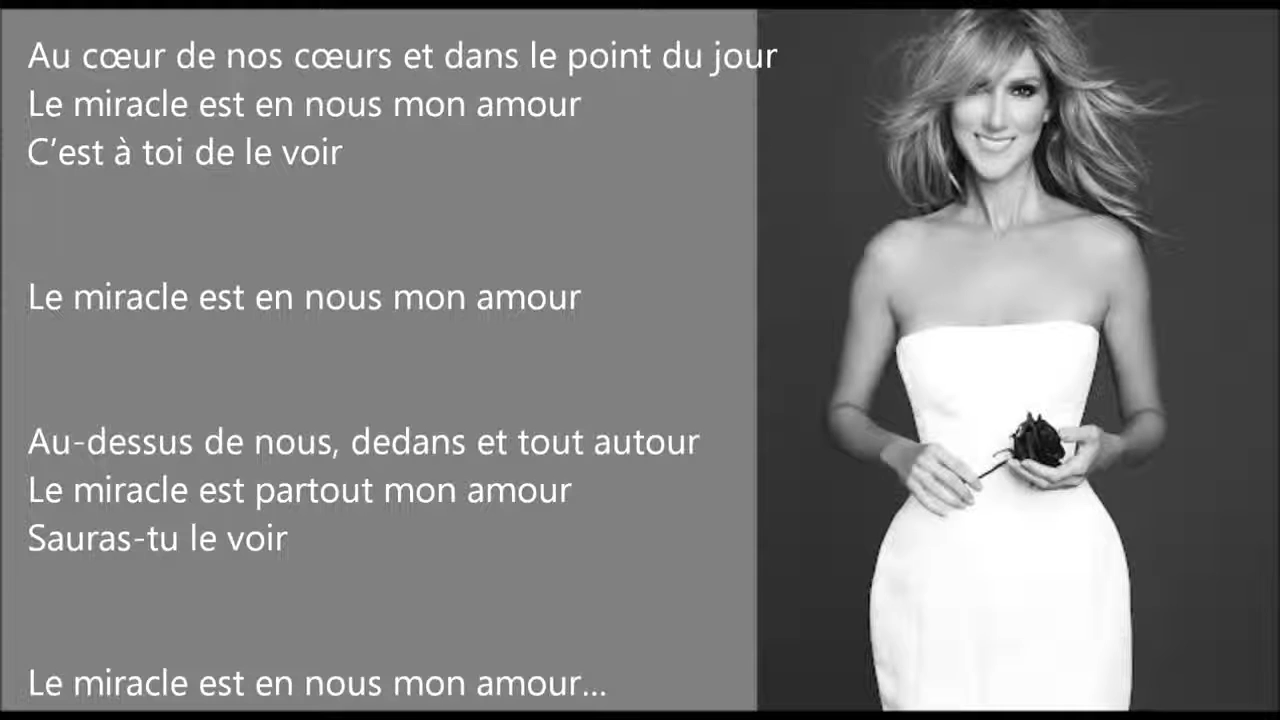 Au cœur de nos cœurs et dans le point du jour
Le miracle est en nous mon amour
C’est à toi de le voir
Le miracle est en nous mon amour
Au-dessus de nous, dedans et tout autour
Le miracle est partout mon amour
Sauras-tu le voir
Le miracle est en nous mon amour...